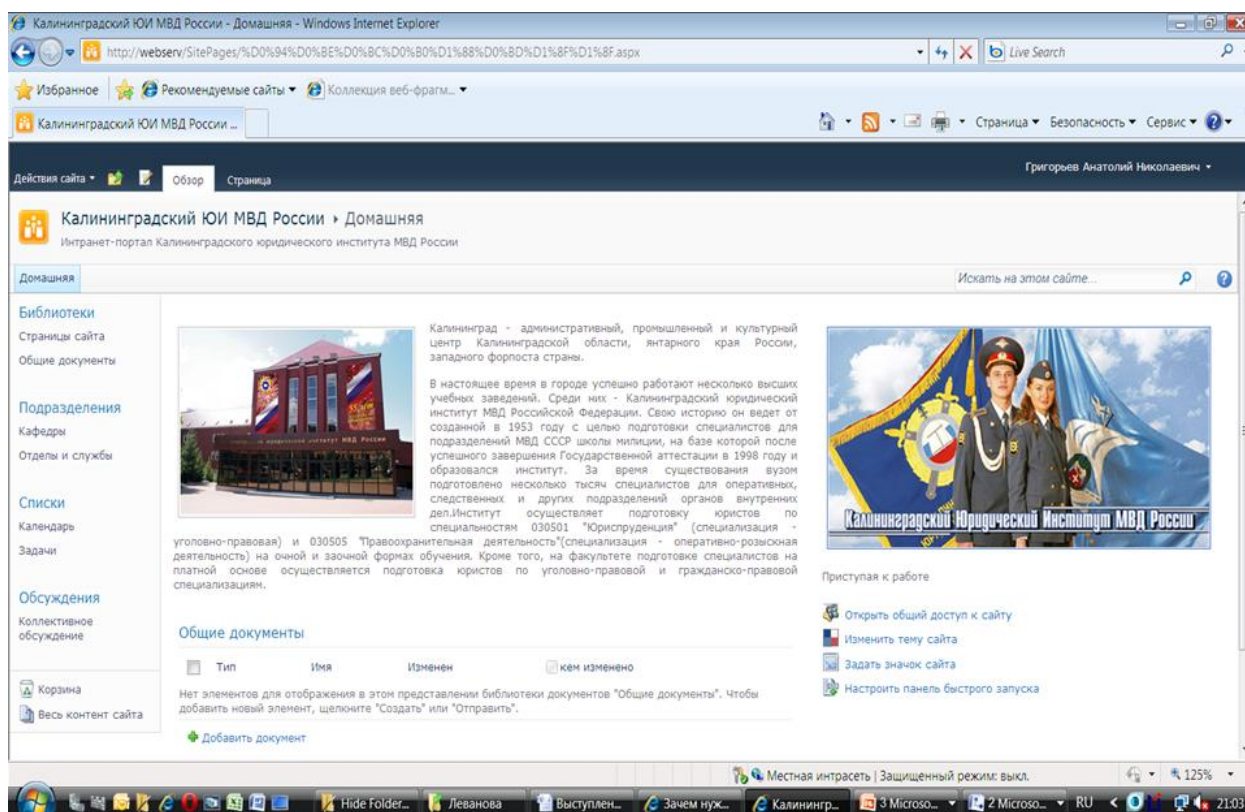 Калининградский ЮИ МВД России - Домашняя - Windows Internet Explorer
http://webserv/SitePages/%D0%94%D0%BE%D0%BC%D0%B0%D1%88%D0%BD%D1%8F%D1%8F.aspx
Live Search
Избранное
Рекомендуемые сайты
Коллекция веб-фрагм...
Калининградский ЮИ МВД России ...
Страница
Безопасность
Сервис
Действия сайта
Обзор
Страница
Григорьев Анатолий Николаевич
Калининградский ЮИ МВД России ▸ Домашняя
Интранет-портал Калининградского юридического института МВД России
Домашняя
Искать на этом сайте...
Библиотеки
Страницы сайта
Общие документы
Подразделения
Кафедры
Отделы и службы
Списки
Календарь
Задачи
Обсуждения
Коллективное
обсуждение
Корзина
Весь контент сайта
юридический институт МВД России
Калининград - административный, промышленный и культурный
центр Калининградской области, янтарного края России,
западного форпоста страны.
В настоящее время в городе успешно работают несколько высших
учебных заведений. Среди них - Калининградский юридический
институт МВД Российской Федерации. Свою историю он ведет от
созданной в 1953 году с целью подготовки специалистов для
подразделений МВД СССР школы милиции, на базе которой после
успешного завершения Государственной аттестации в 1998 году и
образовался институт. За время существования вузом
подготовлено несколько тысяч специалистов для оперативных,
следственных и других подразделений органов внутренних
дел.Институт осуществляет подготовку юристов по
специальностям 030501 "Юриспруденция" (специализация -
уголовно-правовая) и 030505 "Правоохранительная деятельность"(специализация - оперативно-розыскная
деятельность) на очной и заочной формах обучения. Кроме того, на факультете подготовке специалистов на
платной основе осуществляется подготовка юристов по уголовно-правовой и гражданско-правовой
специализациям.
Общие документы
Тип Имя Изменен кем изменено
Нет элементов для отображения в этом представлении библиотеки документов "Общие документы". Чтобы
добавить новый элемент, щелкните "Создать" или "Отправить".
Добавить документ
Калининградский Юридический Институт МВД России
Приступая к работе
Открыть общий доступ к сайту
Изменить тему сайта
Задать значок сайта
Настроить панель быстрого запуска
Местная интрасеть | Защищенный режим: выкл.
125%
Hide Folder...
Леванова
Выступлен...
Зачем нуж...
Калинингр...
3 Microso...
2 Microso...
RU
21:03